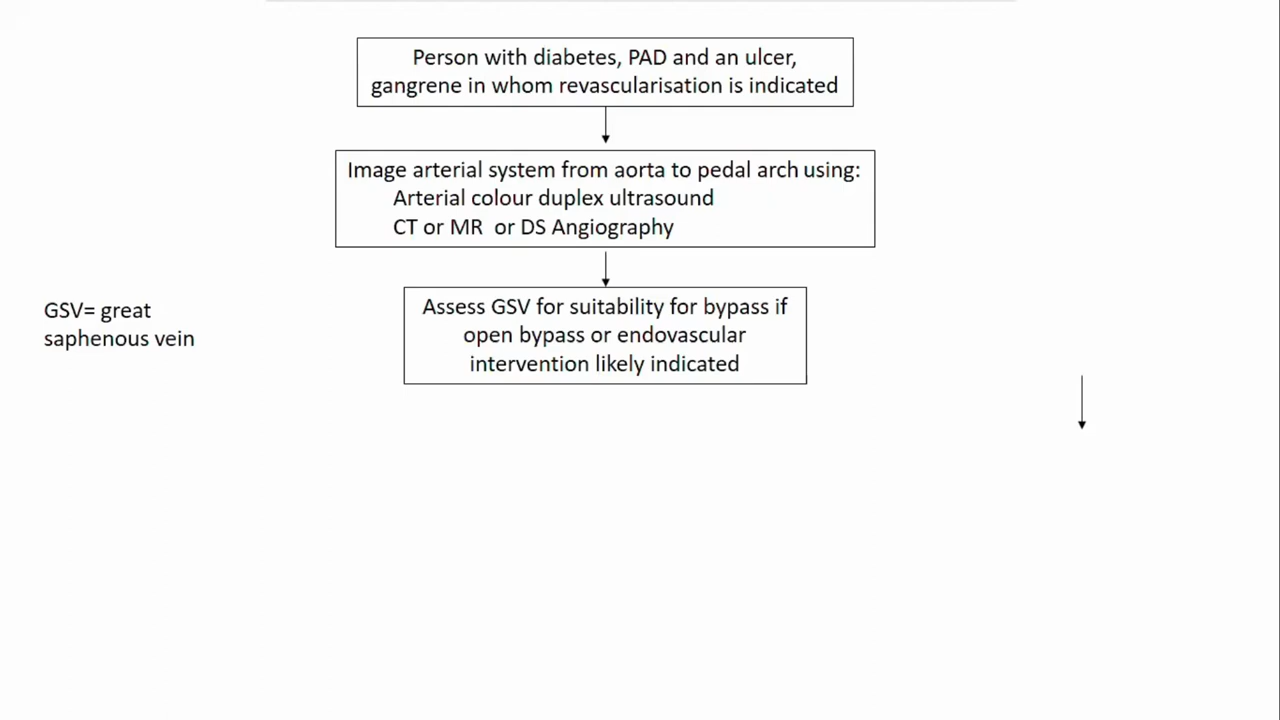 Person with diabetes, PAD and an ulcer,
gangrene in whom revascularisation is indicated
Image arterial system from aorta to pedal arch using:
Arterial colour duplex ultrasound
CT or MR  or DS Angiography
GSV= great
saphenous vein
Assess GSV for suitability for bypass if
open bypass or endovascular
intervention likely indicated